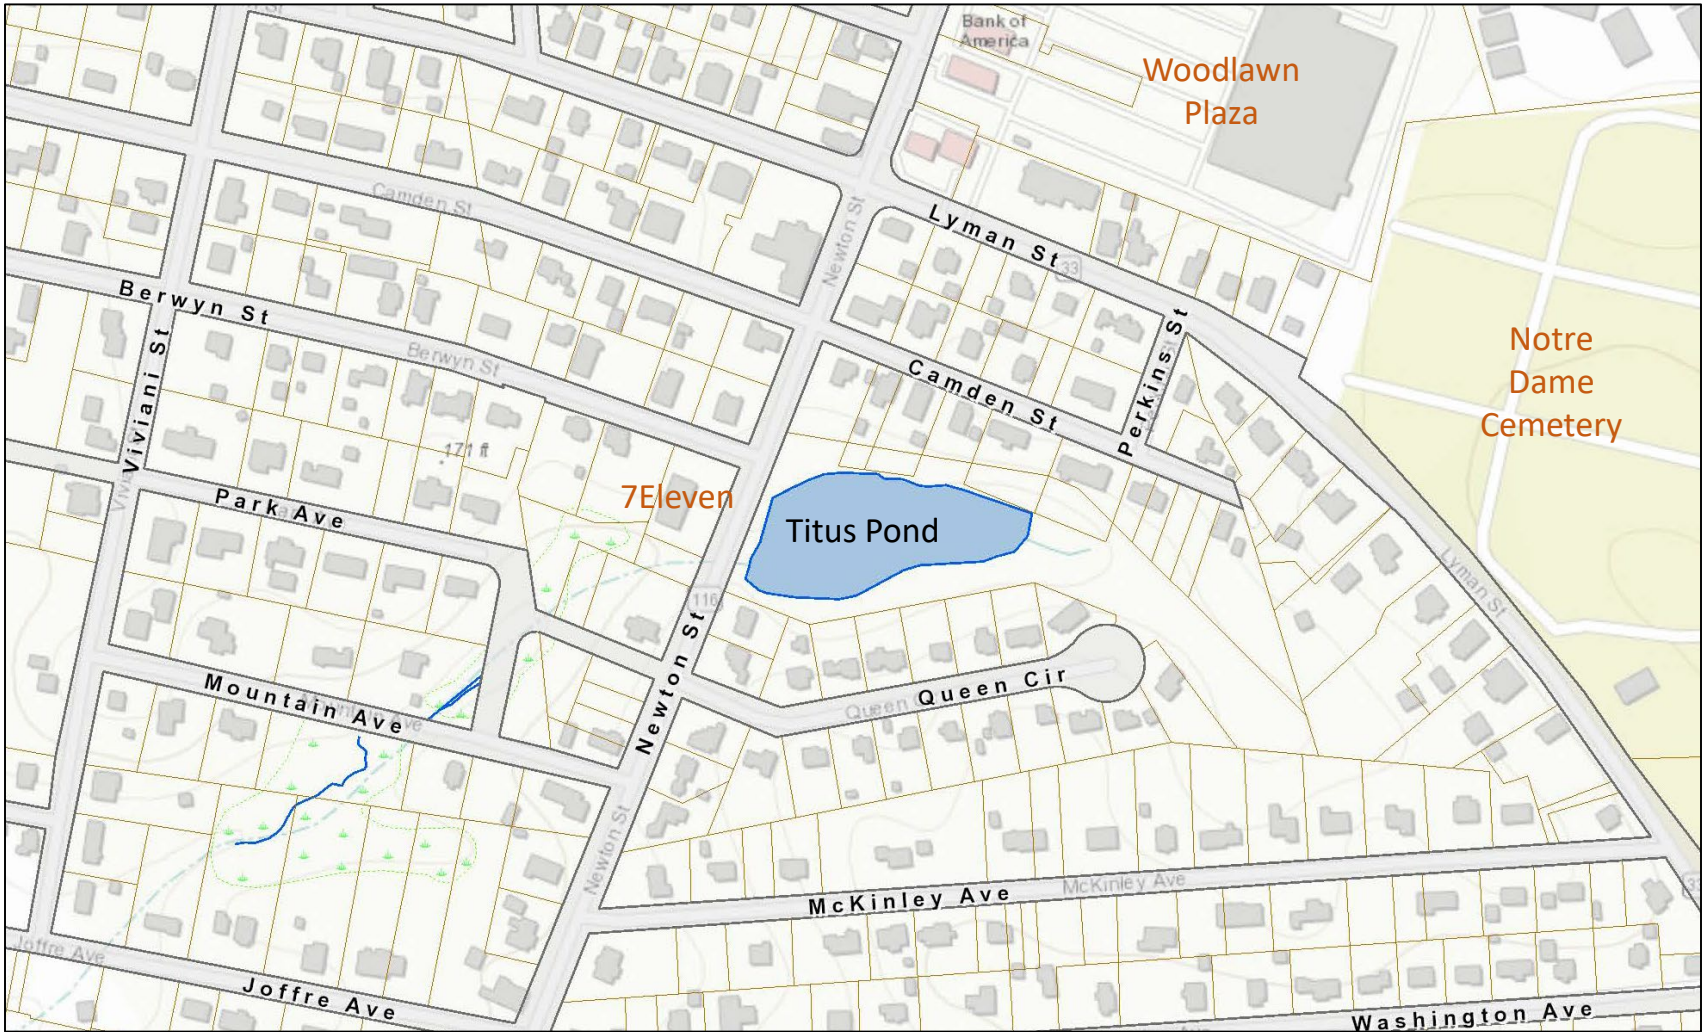 Bank of
America
Woodlawn
Plaza
Camden St
Newton St
Lyman St
33
Berwyn St
Berwyn St
Viviani St
Perkins St
Camden St
Notre
Dame
Cemetery
171 ft
7Eleven
Park Ave
Titus Pond
Lyman St
116
Newton St
Mountain Ave
Mountain Ave
Queen Cir
Queen
Newton St
McKinley Ave
McKinley Ave
Joffre Ave
Joffre Ave
Washington Ave